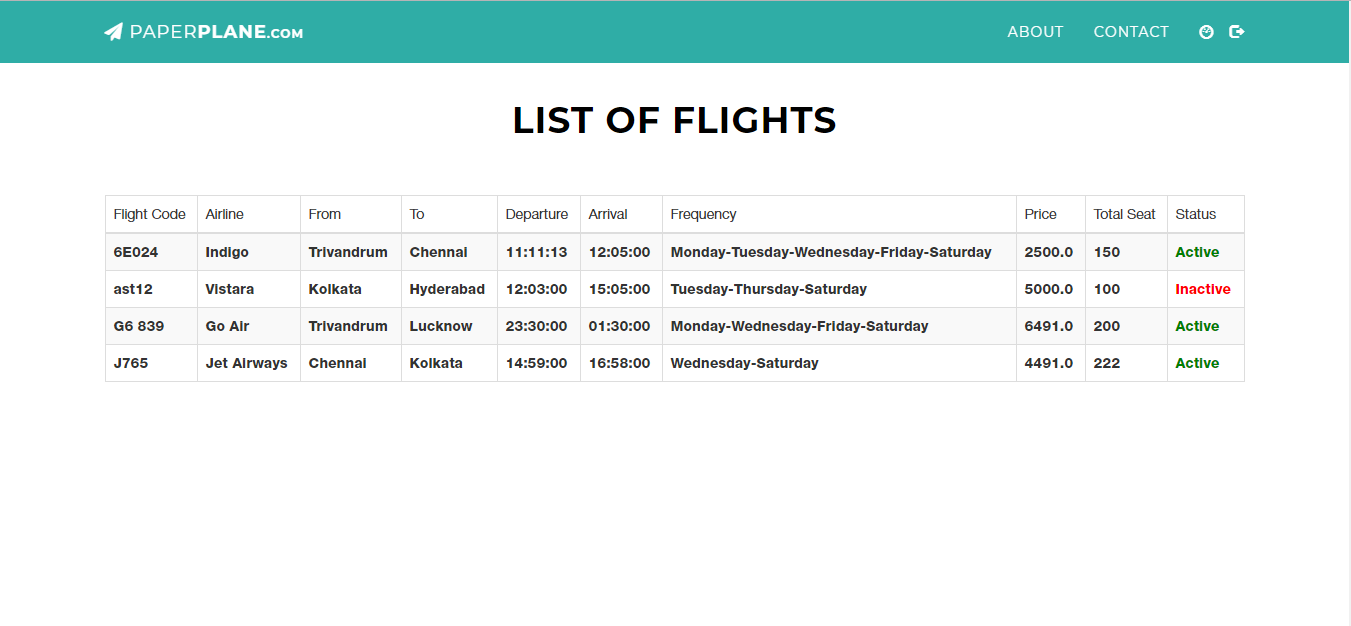 PAPERPLANE.COM ABOUT CONTACT
LIST OF FLIGHTS
Flight Code Airline From To Departure Arrival Frequency Price Total Seat Status
6E024 Indigo Trivandrum Chennai 11:11:13 12:05:00 Monday-Tuesday-Wednesday-Friday-Saturday 2500.0 150 Active
ast12 Vistara Kolkata Hyderabad 12:03:00 15:05:00 Tuesday-Thursday-Saturday 5000.0 100 Inactive
G6 839 Go Air Trivandrum Lucknow 23:30:00 01:30:00 Monday-Wednesday-Friday-Saturday 6491.0 200 Active
J765 Jet Airways Chennai Kolkata 14:59:00 16:58:00 Wednesday-Saturday 4491.0 222 Active